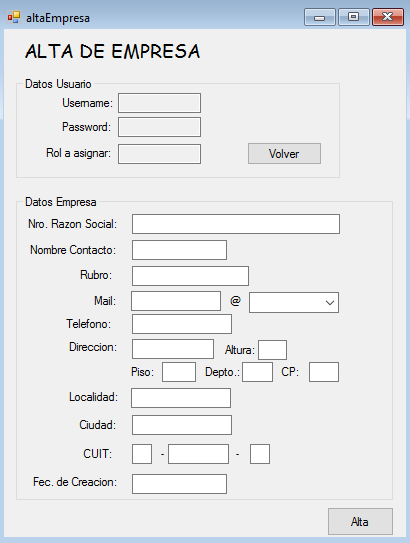 altaEmpresa
ALTA DE EMPRESA
Datos Usuario
Username:
Password:
Rol a asignar:
Volver
Datos Empresa
Nro. Razon Social:
Nombre Contacto:
Rubro:
Mail: @
Telefono:
Direccion: Altura:
Piso: Depto.: CP:
Localidad:
Ciudad:
CUIT: - -
Fec. de Creacion:
Alta